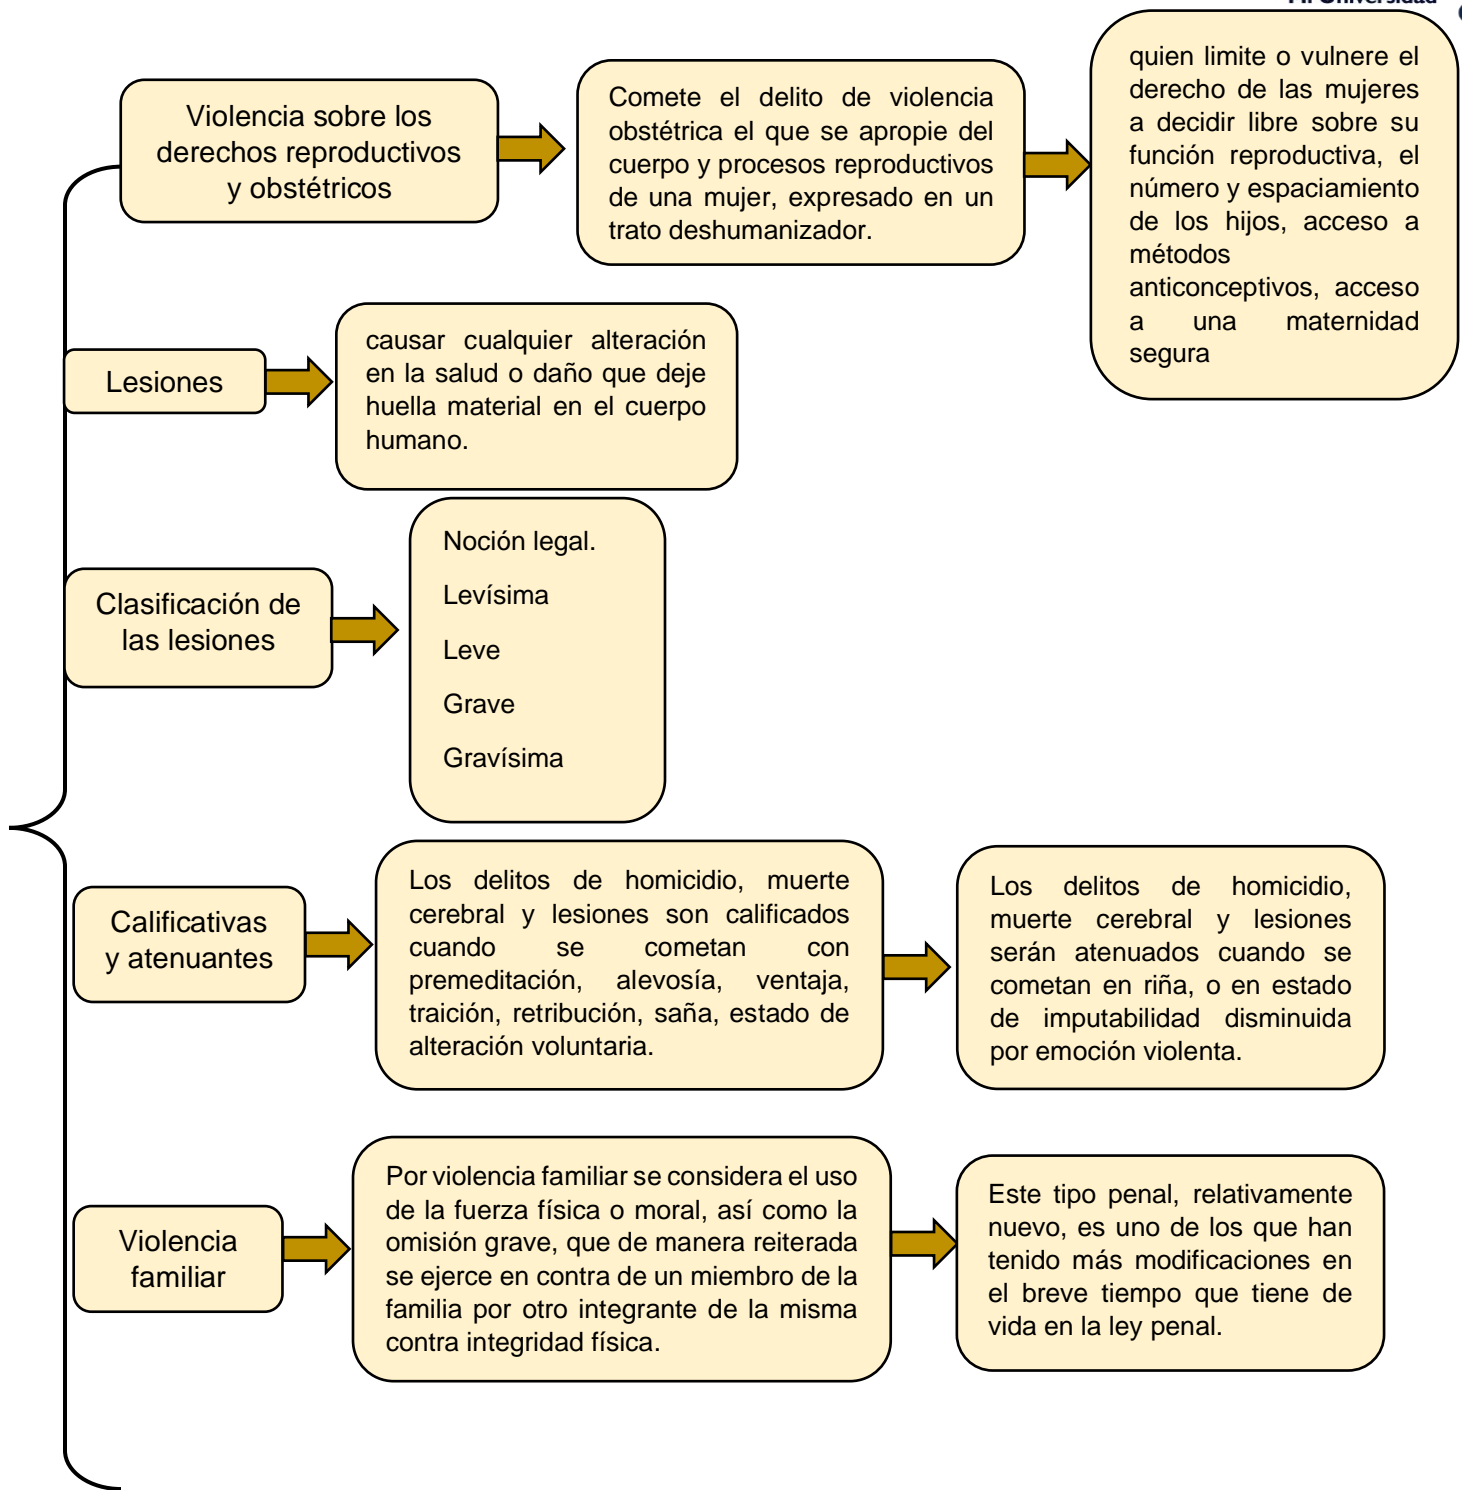 Mi Universidad
Violencia sobre los
derechos reproductivos
y obstétricos
Comete el delito de violencia
obstétrica el que se apropie del
cuerpo y procesos reproductivos
de una mujer, expresado en un
trato deshumanizador.
quien limite o vulnere el
derecho de las mujeres
a decidir libre sobre su
función reproductiva, el
número y espaciamiento
de los hijos, acceso a
métodos
anticonceptivos, acceso
a una maternidad
segura
Lesiones
causar cualquier alteración
en la salud o daño que deje
huella material en el cuerpo
humano.
Clasificación de
las lesiones
Noción legal.
Levísima
Leve
Grave
Gravísima
Calificativas
y atenuantes
Los delitos de homicidio, muerte
cerebral y lesiones son calificados
cuando se cometan con
premeditación, alevosía, ventaja,
traición, retribución, saña, estado de
alteración voluntaria.
Los delitos de homicidio,
muerte cerebral y lesiones
serán atenuados cuando se
cometan en riña, o en estado
de imputabilidad disminuida
por emoción violenta.
Violencia
familiar
Por violencia familiar se considera el uso
de la fuerza física o moral, así como la
omisión grave, que de manera reiterada
se ejerce en contra de un miembro de la
familia por otro integrante de la misma
contra integridad física.
Este tipo penal, relativamente
nuevo, es uno de los que han
tenido más modificaciones en
el breve tiempo que tiene de
vida en la ley penal.